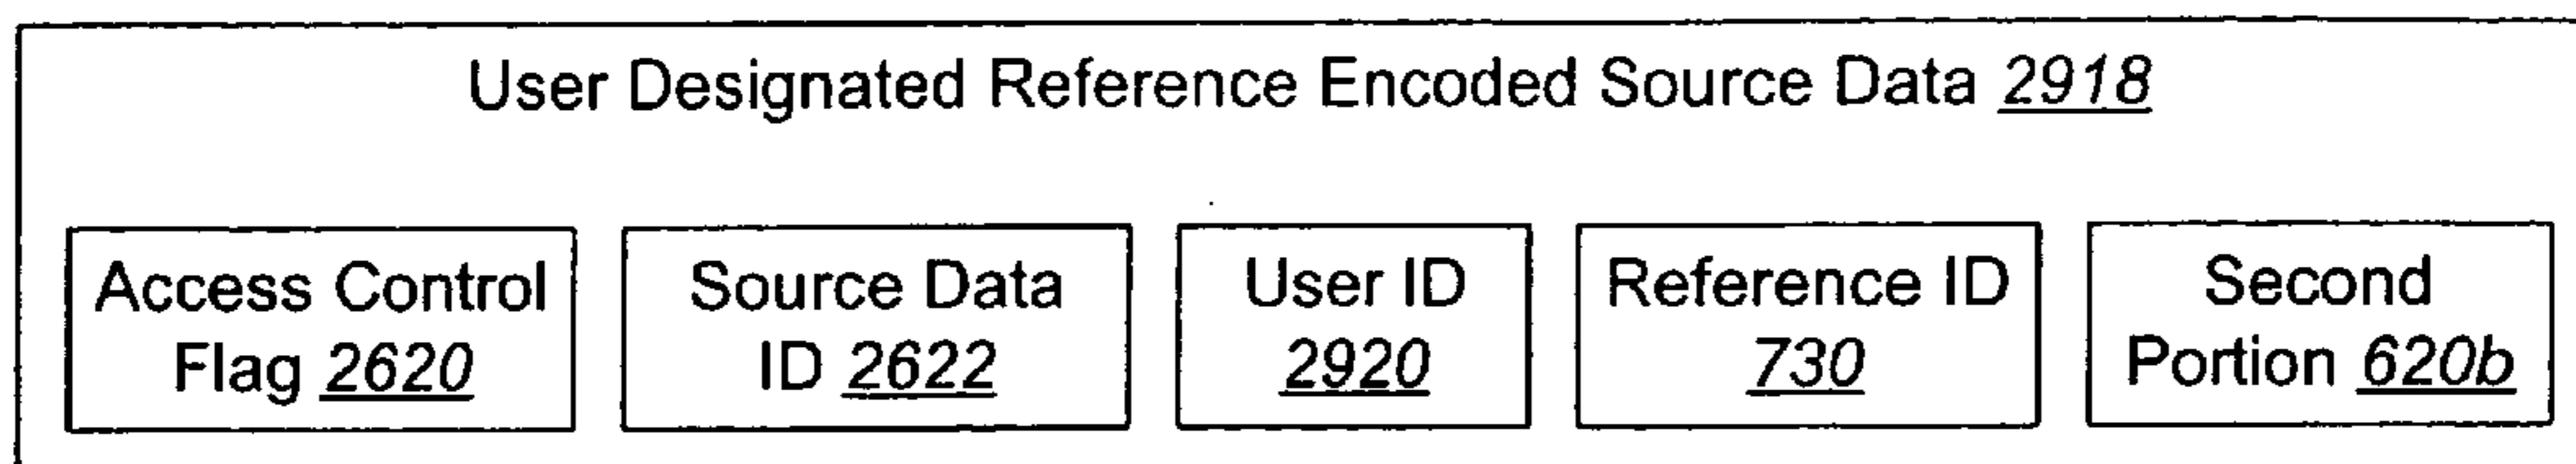 User Designated Reference Encoded Source Data 2918
Access Control
Flag 2620
Source Data
ID 2622
User ID
2920
Reference ID
730
Second
Portion 620b